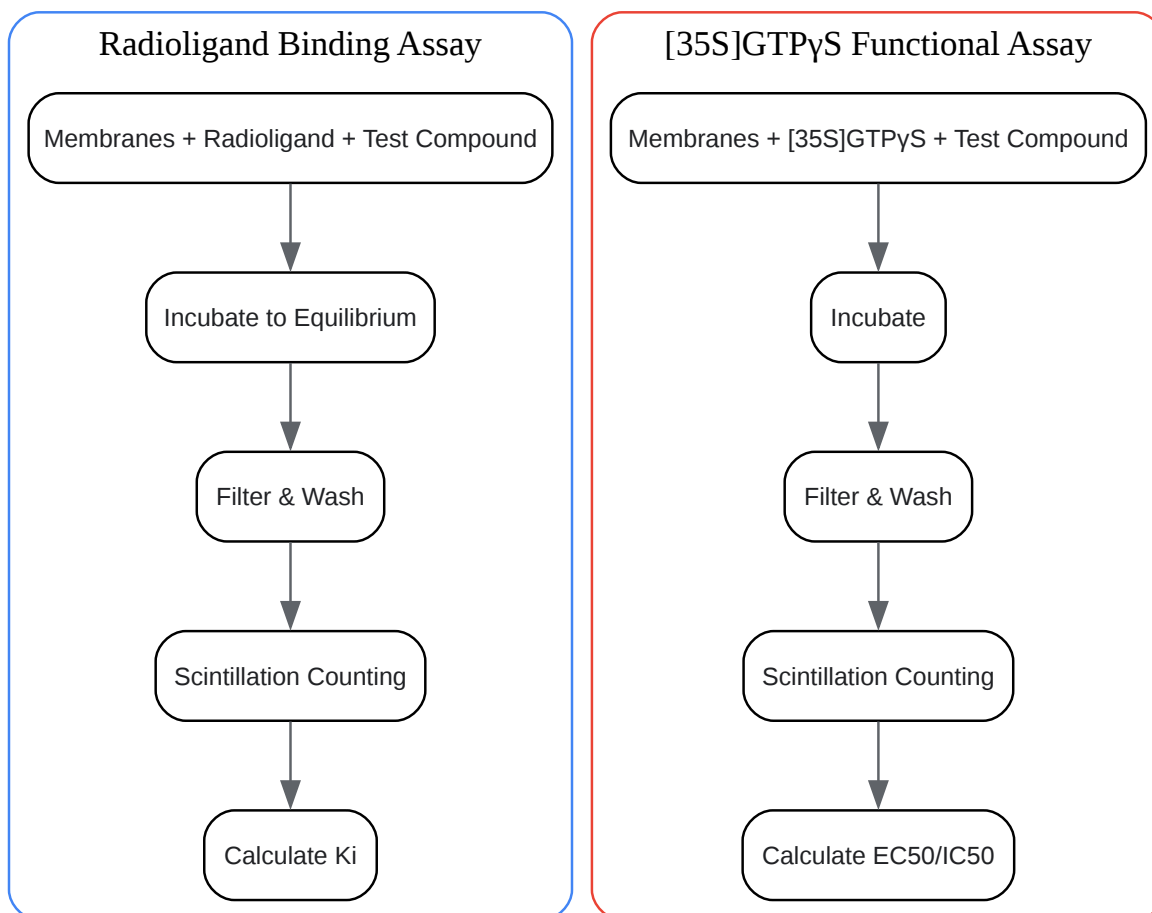 Radioligand Binding Assay
Membranes + Radioligand + Test Compound
Incubate to Equilibrium
Filter & Wash
Scintillation Counting
Calculate Ki
[35S]GTPγS Functional Assay
Membranes + [35S]GTPγS + Test Compound
Incubate
Filter & Wash
Scintillation Counting
Calculate EC50/IC50